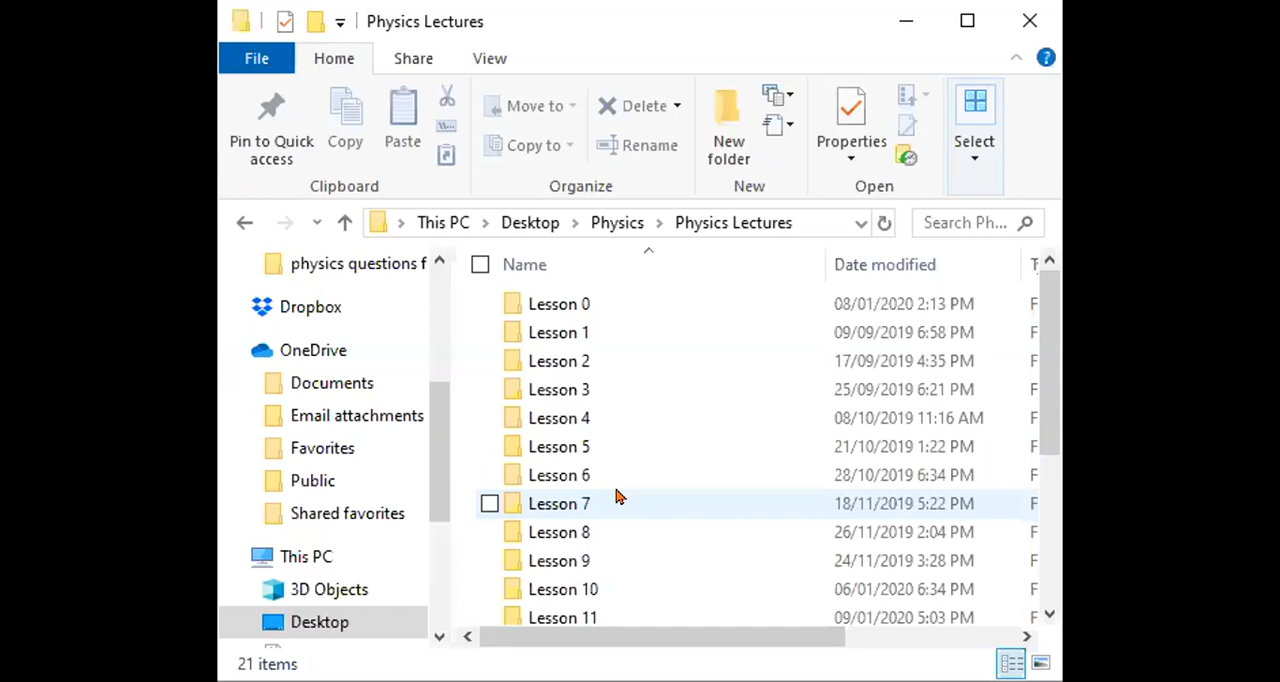 Physics Lectures
File Home Share View
Pin to Quick access
Copy
Paste
Clipboard
Move to
Copy to
Delete
Rename
Organize
New folder
New
Properties
Open
Select
This PC > Desktop > Physics > Physics Lectures
Search Ph...
physics questions f
Dropbox
OneDrive
Documents
Email attachments
Favorites
Public
Shared favorites
This PC
3D Objects
Desktop
Name Date modified
Lesson 0 08/01/2020 2:13 PM F
Lesson 1 09/09/2019 6:58 PM F
Lesson 2 17/09/2019 4:35 PM F
Lesson 3 25/09/2019 6:21 PM F
Lesson 4 08/10/2019 11:16 AM F
Lesson 5 21/10/2019 1:22 PM F
Lesson 6 28/10/2019 6:34 PM F
Lesson 7 18/11/2019 5:22 PM F
Lesson 8 26/11/2019 2:04 PM F
Lesson 9 24/11/2019 3:28 PM F
Lesson 10 06/01/2020 6:34 PM F
Lesson 11 09/01/2020 5:03 PM F
21 items